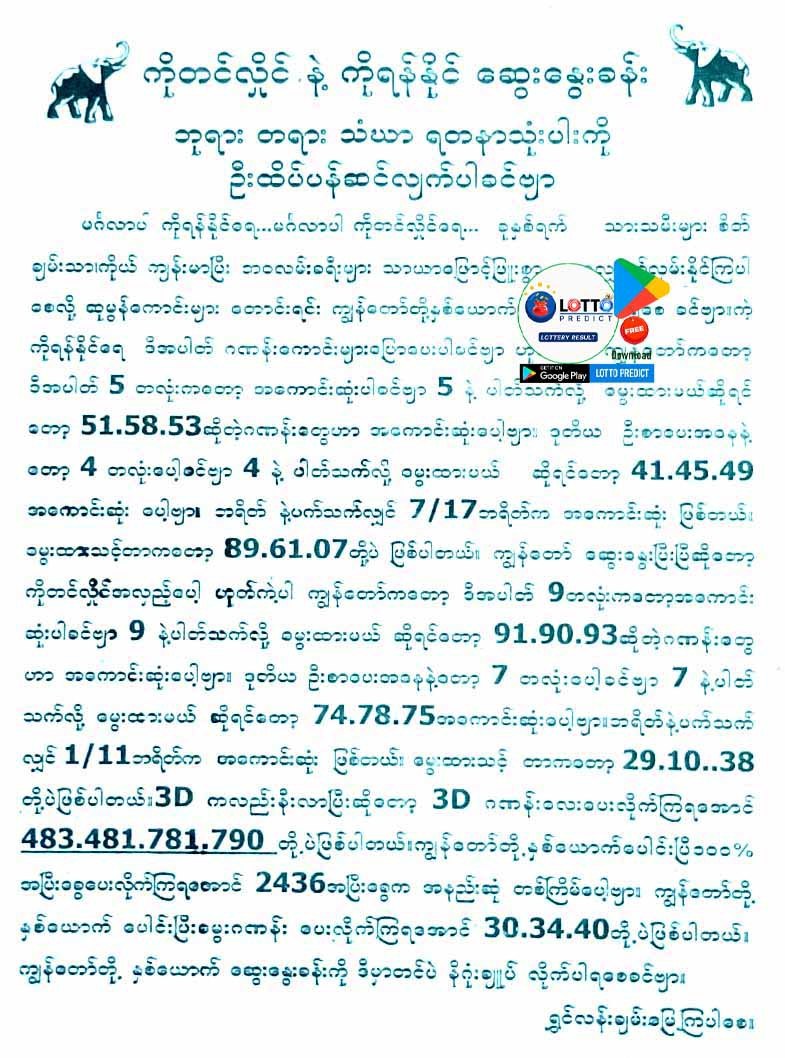 ကိုတင်လှိုင် နဲ့ ကိုရန်နိုင် ဆွေးနွေးခန်း
ဘုရား တရား သံဃာ ရတနာသုံးပါးကို
ဦးထိပ်ပန်ဆင်လျက်ပါခင်ဗျာ
မင်္ဂလာပါ ကိုရန်နိုင်ရေ...မင်္ဂလာပါ ကိုတင်လှိုင်ရေ... ခုနှစ်ရက် သားသမီးများ စိတ်
ချမ်းသာ၊ကိုယ် ကျန်းမာပြီး ဘဝလမ်းခရီးများ သာယာဖြောင့်ဖြူးစွာ လှမ်းနိုင်ကြပါ
စေလို့ ဆုမွန်ကောင်းများ တောင်းရင်း ကျွန်တော်တို့နှစ်ယောက် ခင်ဗျာ။ကဲ
ကိုရန်နိုင်ရေ ဒီအပါတ် ဂဏန်းကောင်းများပြောပေးပါခင်ဗျာ ကျွန်တော်ကတော့
ဒီအပါတ် 5 တလုံးကတော့ အကောင်းဆုံးပါခင်ဗျာ 5 နဲ့ ပါတ်သက်လို့ မွေးထားမယ်ဆိုရင်
တော့ 51.58.53ဆိုတဲ့ဂဏန်းတွေဟာ အကောင်းဆုံးပေါ့ဗျာ။ ဒုတိယ ဦးစာပေးအနေနဲ့
တော့ 4 တလုံးပေါ့ခင်ဗျာ 4 နဲ့ ပါတ်သက်လို့ မွေးထားမယ် ဆိုရင်တော့ 41.45.49
အကောင်းဆုံး ပေါ့ဗျာ၊ ဘရိတ် နဲ့ပက်သက်လျှင် 7/17ဘရိတ်က အကောင်းဆုံး ဖြစ်တယ်။
မွေးထားသင့်တာကတော့ 89.61.07တို့ပဲ ဖြစ်ပါတယ်။ ကျွန်တော် ဆွေးနွေးပြီးပြီဆိုတော့
ကိုတင်လှိုင်အလှည့်ပေါ့ ဟုတ်ကဲ့ပါ ကျွန်တော်ကတော့ ဒီအပါတ် 9တလုံးကတော့အကောင်း
ဆုံးပါခင်ဗျာ 9 နဲ့ပါတ်သက်လို့ မွေးထားမယ် ဆိုရင်တော့ 91.90.93ဆိုတဲ့ဂဏန်းတွေ
ဟာ အကောင်းဆုံးပေါ့ဗျာ။ ဒုတိယ ဦးစာပေးအနေနဲ့တော့ 7 တလုံးပေါ့ခင်ဗျာ 7 နဲ့ပါတ်
သက်လို့ မွေးထားမယ် ဆိုရင်တော့ 74.78.75အကောင်းဆုံးပေါ့ဗျာ။ဘရိတ်နဲ့ပက်သက်
လျှင် 1/11ဘရိတ်က အကောင်းဆုံး ဖြစ်တယ်။ မွေးထားသင့် တာကတော့ 29.10..38
တို့ပဲဖြစ်ပါတယ်။3D ကလည်းနီးလာပြီးဆိုတော့ 3D ဂဏန်းလေးပေးလိုက်ကြရအောင်
483.481.781.790 တို့ပဲဖြစ်ပါတယ်။ကျွန်တော်တို့နှစ်ယောက်ပေါင်းပြီ၁၀၀%
အပြီးခွေပေးလိုက်ကြရအောင် 2436အပြီးခွေက အနည်းဆုံ တစ်ကြိမ်ပေါ့ဗျာ။ ကျွန်တော်တို့
နှစ်ယောက် ပေါင်းပြီးမွေးဂဏန်း ပေးလိုက်ကြရအောင် 30.34.40တို့ပဲဖြစ်ပါတယ်။
ကျွန်တော်တို့ နှစ်ယောက် ဆွေးနွေးခန်းကို ဒီမှာတင်ပဲ နိဂုံးချုပ် လိုက်ပါရစေခင်ဗျာ။
ရွှင်လန်းချမ်းမြေ့ကြပါစေ။
LOTTO
PREDICT
LOTTERY RESULT
FREE
Download
GET IT ON
Google Play
LOTTO PREDICT